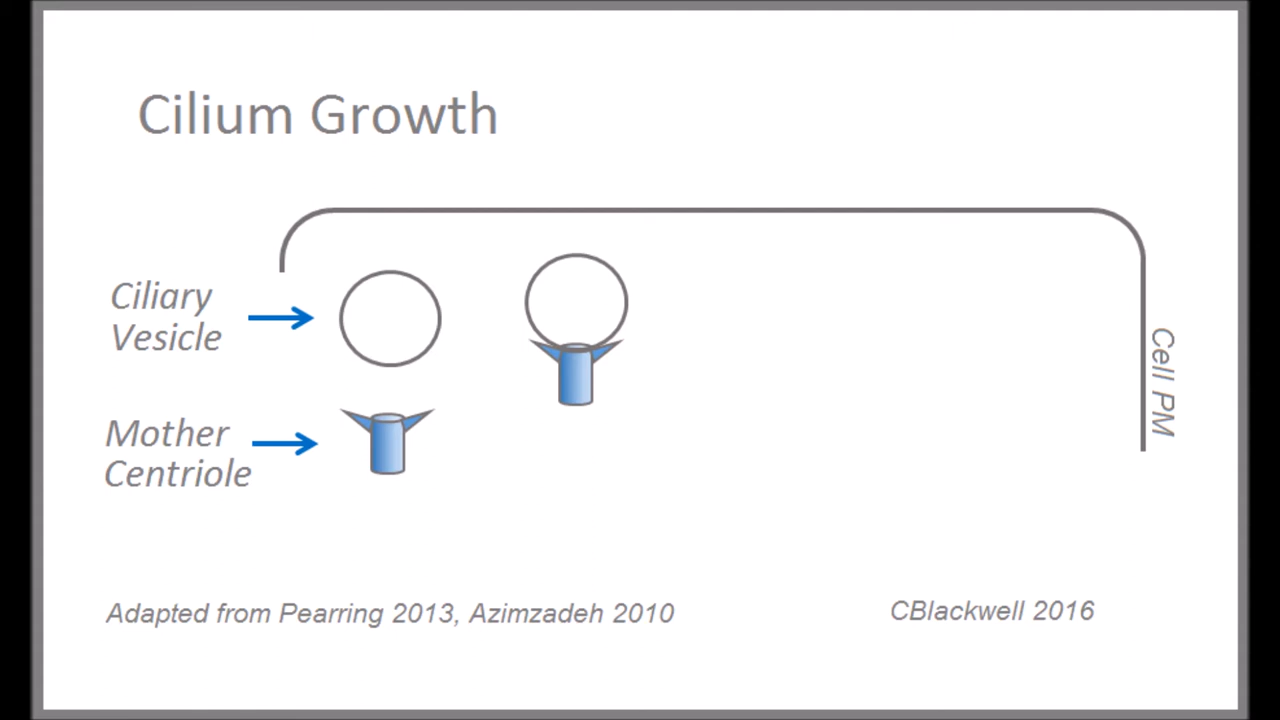 Cilium Growth
Ciliary
Vesicle
Mother
Centriole
Cell PM
Adapted from Pearring 2013, Azimzadeh 2010
CBlackwell 2016